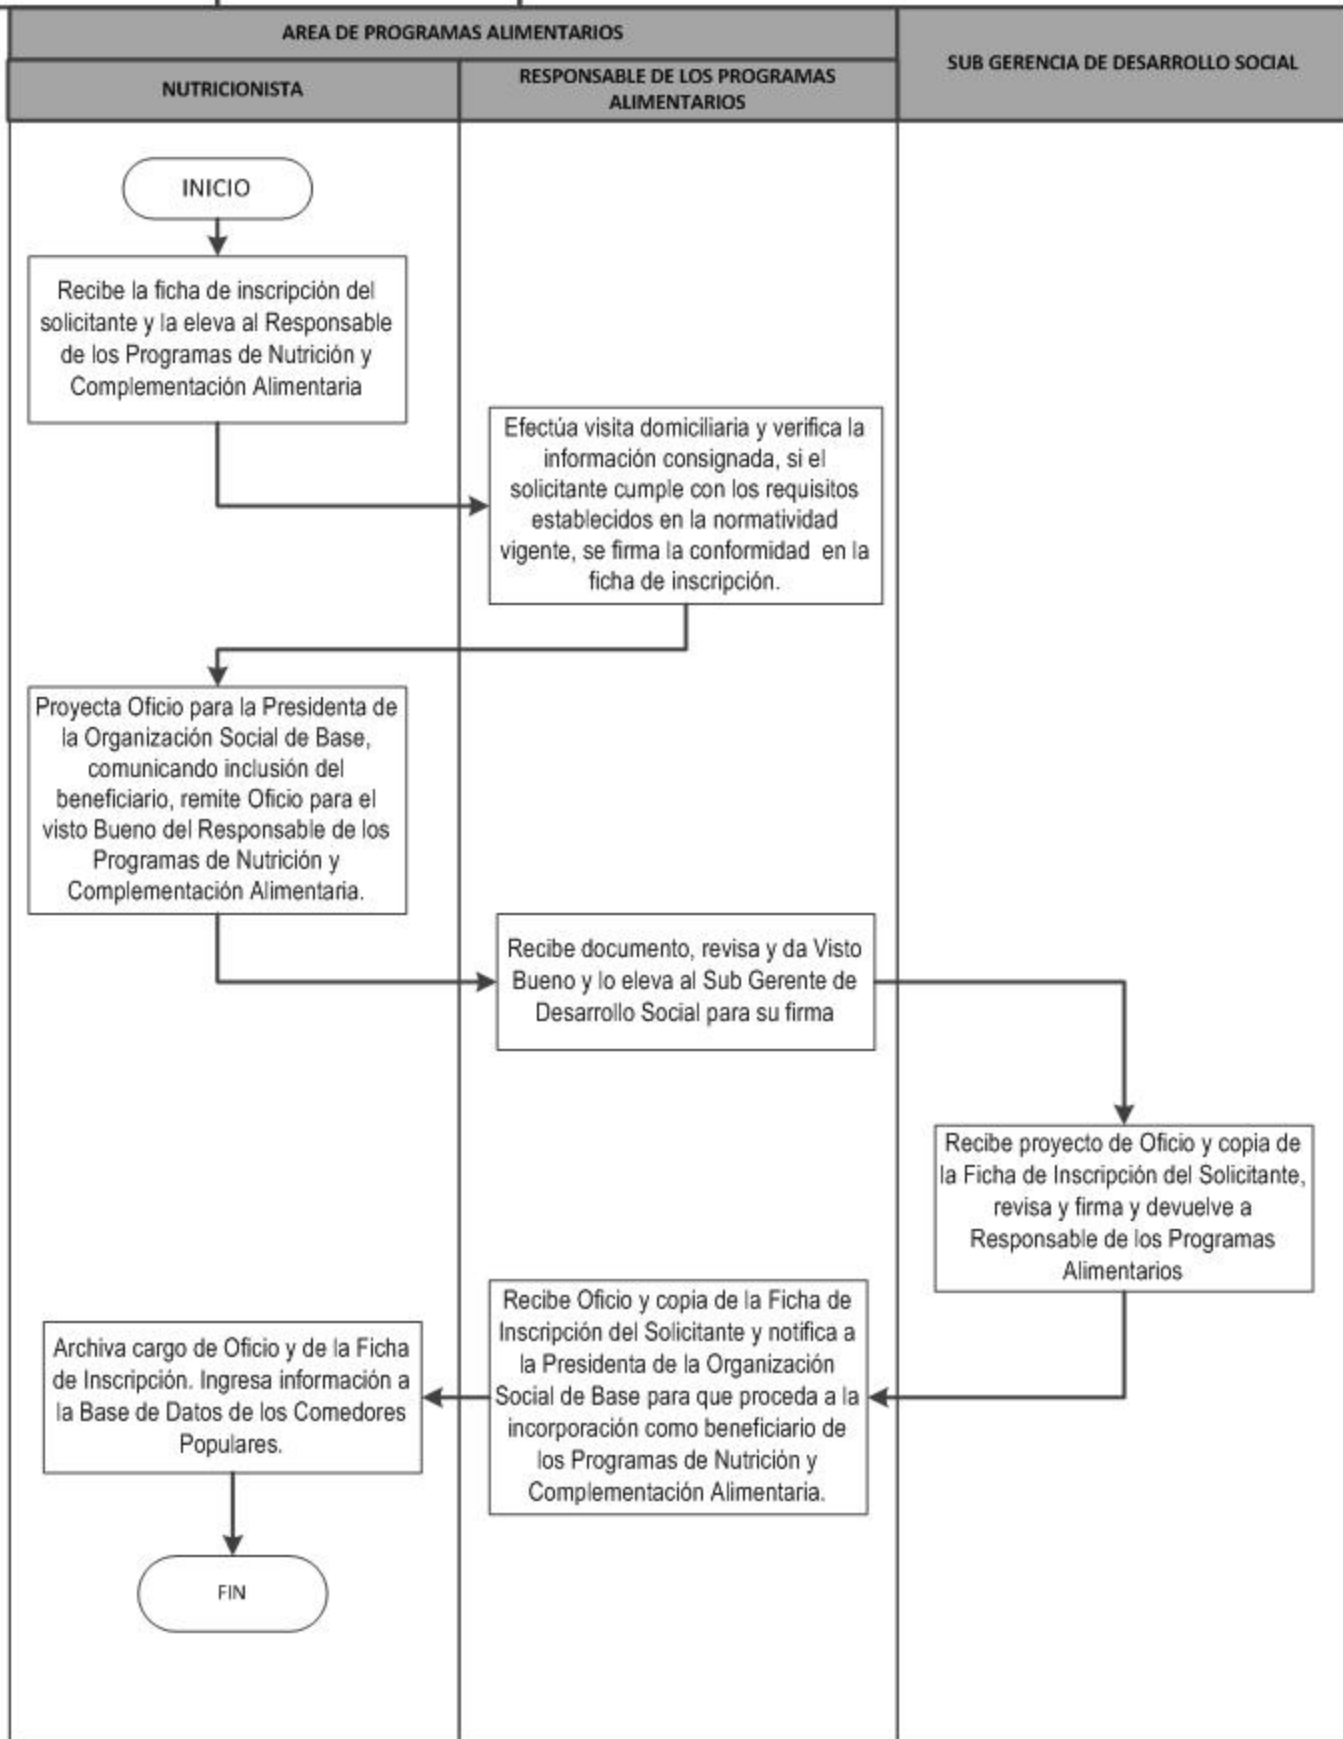 AREA DE PROGRAMAS ALIMENTARIOS
SUB GERENCIA DE DESARROLLO SOCIAL
NUTRICIONISTA
RESPONSABLE DE LOS PROGRAMAS
ALIMENTARIOS
INICIO
Recibe la ficha de inscripción del
solicitante y la eleva al Responsable
de los Programas de Nutrición y
Complementación Alimentaria
Efectúa visita domiciliaria y verifica la
información consignada, si el
solicitante cumple con los requisitos
establecidos en la normatividad
vigente, se firma la conformidad en la
ficha de inscripción.
Proyecta Oficio para la Presidenta de
la Organización Social de Base,
comunicando inclusión del
beneficiario, remite Oficio para el
visto Bueno del Responsable de los
Programas de Nutrición y
Complementación Alimentaria.
Recibe documento, revisa y da Visto
Bueno y lo eleva al Sub Gerente de
Desarrollo Social para su firma
Recibe proyecto de Oficio y copia de
la Ficha de Inscripción del Solicitante,
revisa y firma y devuelve a
Responsable de los Programas
Alimentarios
Recibe Oficio y copia de la Ficha de
Inscripción del Solicitante y notifica a
la Presidenta de la Organización
Social de Base para que proceda a la
incorporación como beneficiario de
los Programas de Nutrición y
Complementación Alimentaria.
Archiva cargo de Oficio y de la Ficha
de Inscripción. Ingresa información a
la Base de Datos de los Comedores
Populares.
FIN